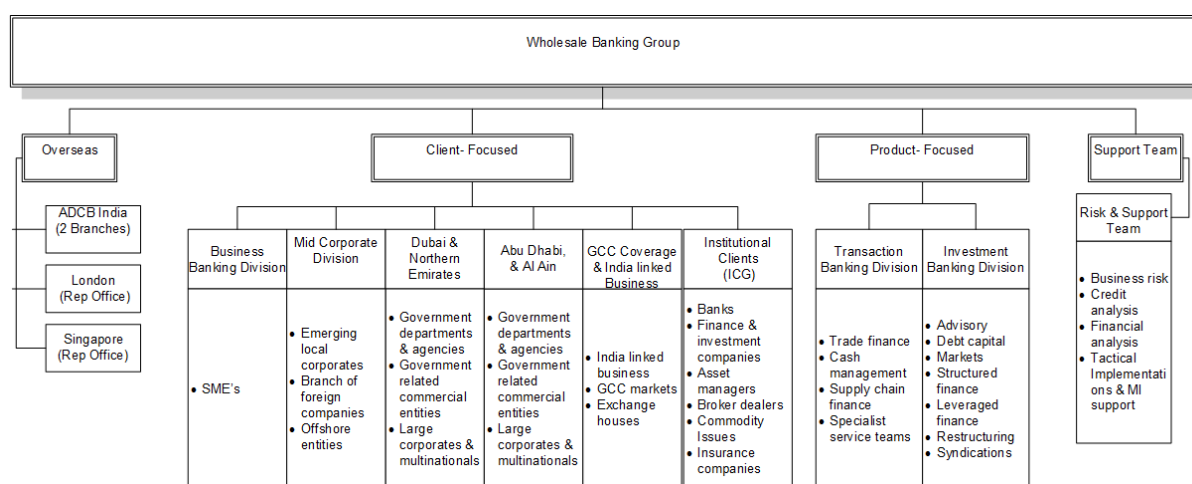 Wholesale Banking Group
Overseas
Client- Focused
Product- Focused
Support Team
ADCB India
(2 Branches)
London
(Rep Office)
Singapore
(Rep Office)
Business
Banking Division
• SME's
Mid Corporate
Division
• Emerging
local
corporates
• Branch of
foreign
companies
• Offshore
entities
Dubai &
Northern
Emirates
• Government
departments
& agencies
• Government
related
commercial
entities
• Large
corporates &
multinationals
Abu Dhabi,
& Al Ain
• Government
departments
& agencies
• Government
related
commercial
entities
• Large
corporates &
multinationals
GCC Coverage
& India linked
Business
• India linked
business
• GCC markets
• Exchange
houses
Institutional
Clients
(ICG)
• Banks
• Finance &
investment
companies
• Asset
managers
• Broker dealers
• Commodity
Issues
• Insurance
companies
Transaction
Banking Division
• Trade finance
• Cash
management
• Supply chain
finance
• Specialist
service teams
Investment
Banking Division
• Advisory
• Debt capital
• Markets
• Structured
finance
• Leveraged
finance
• Restructuring
• Syndications
Risk & Support
Team
• Business risk
• Credit
analysis
• Financial
analysis
• Tactical
Implementati
ons & MI
support